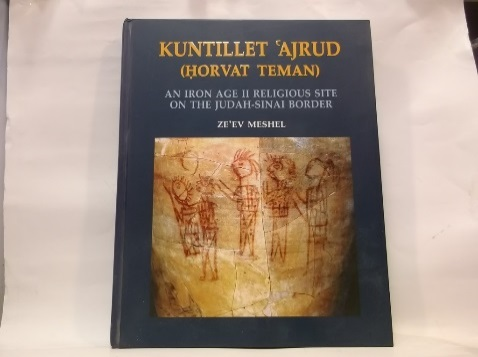 KUNTILLET ʿAJRUD
(ḤORVAT TEMAN)
AN IRON AGE II RELIGIOUS SITE
ON THE JUDAH-SINAI BORDER
ZE'EV MESHEL